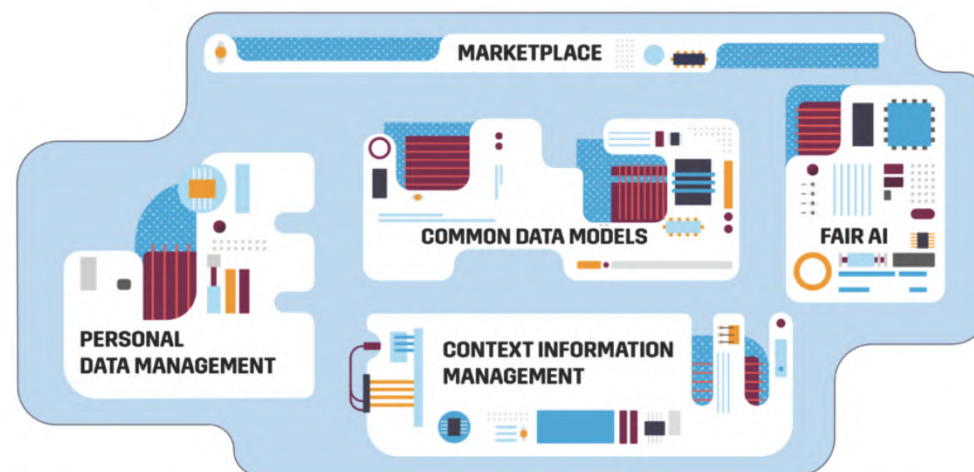 MARKETPLACE
COMMON DATA MODELS
FAIR AI
PERSONAL
DATA MANAGEMENT
CONTEXT INFORMATION
MANAGEMENT